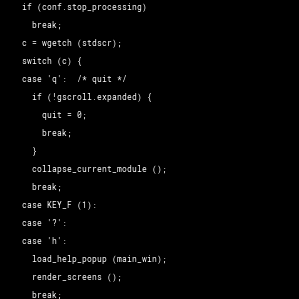 if (conf.stop_processing)
break;
c = wgetch (stdscr);
switch (c) {
case 'q':  /* quit */
if (!gscroll.expanded) {
quit = 0;
break;
}
collapse_current_module ();
break;
case KEY_F (1):
case '?':
case 'h':
load_help_popup (main_win);
render_screens ();
break;